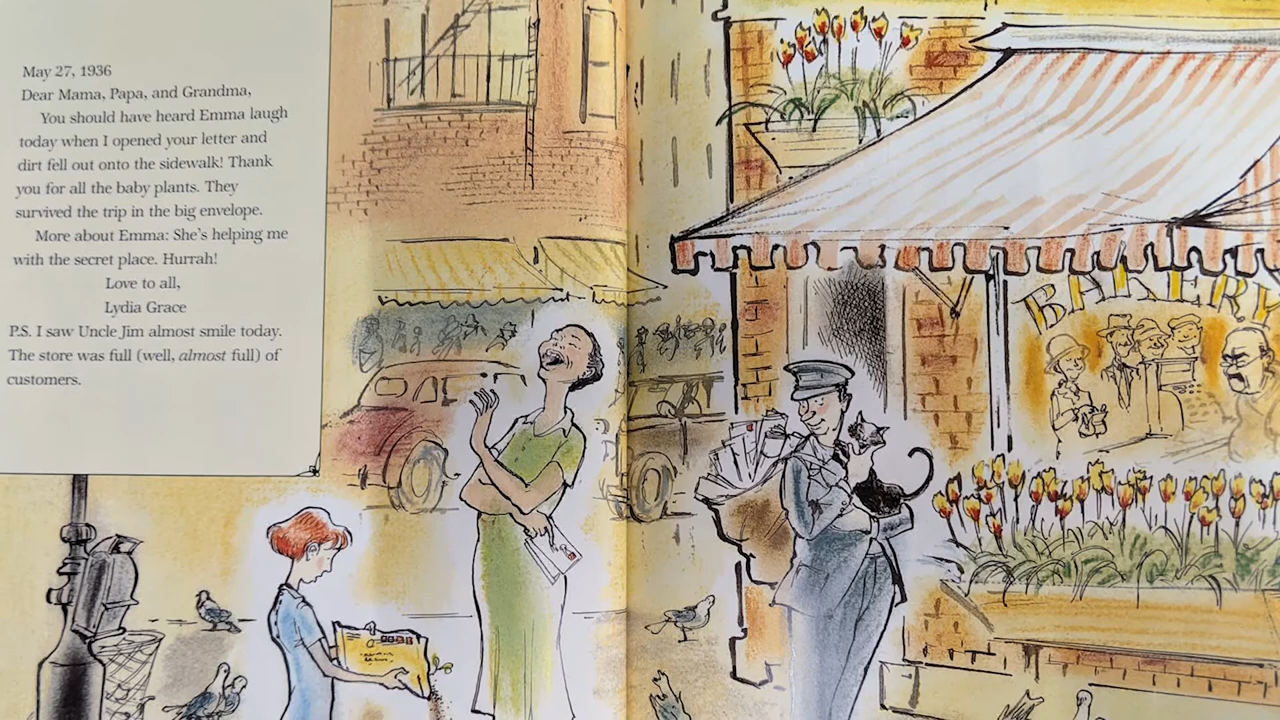 May 27, 1936
Dear Mama, Papa, and Grandma,
You should have heard Emma laugh
today when I opened your letter and
dirt fell out onto the sidewalk! Thank
you for all the baby plants. They
survived the trip in the big envelope.
More about Emma: She's helping me
with the secret place. Hurrah!
Love to all,
Lydia Grace
P.S. I saw Uncle Jim almost smile today.
The store was full (well, almost full) of
customers.
BAKERY